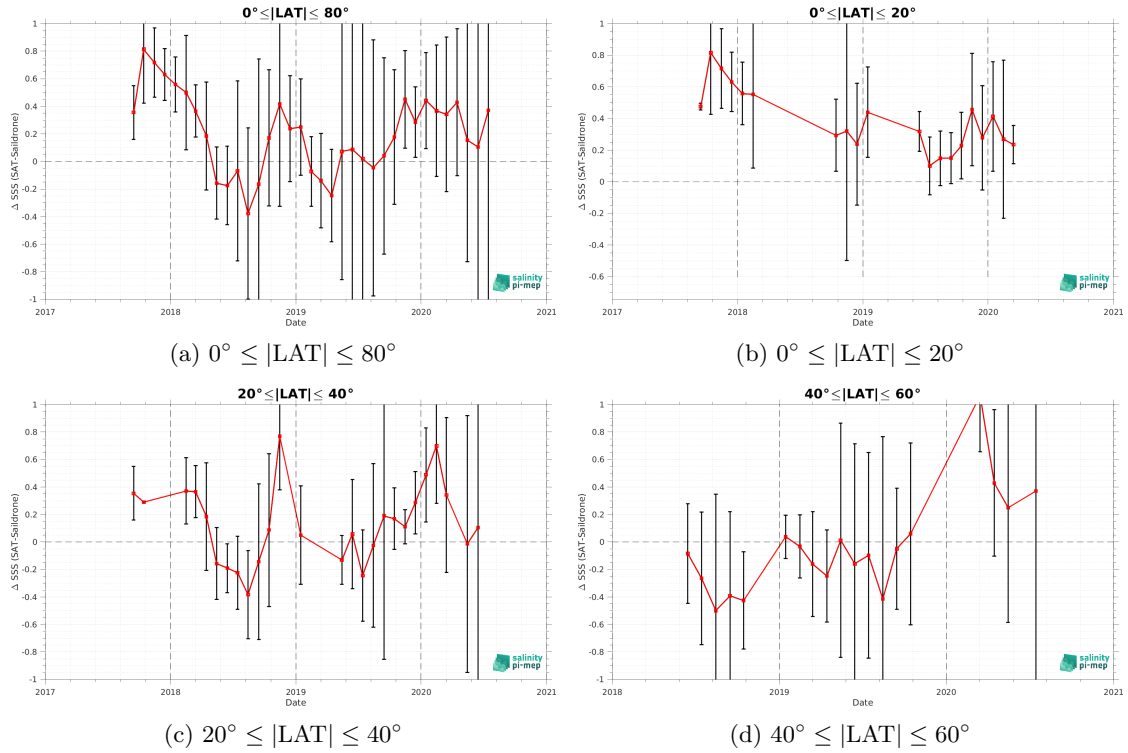 0°≤|LAT|≤ 80°
1
0.8
0.6
0.4
0.2
0
-0.2
-0.4
-0.6
-0.8
-1
Δ SSS (SAT-Saildrone)
2017 2018 2019 2020 2021
Date
salinity
pi-mep
(a) 0° ≤ |LAT| ≤ 80°
0°≤|LAT|≤ 20°
1
0.8
0.6
0.4
0.2
0
-0.2
-0.4
-0.6
Δ SSS (SAT-Saildrone)
2017 2018 2019 2020 2021
Date
salinity
pi-mep
(b) 0° ≤ |LAT| ≤ 20°
20°≤|LAT|≤ 40°
1
0.8
0.6
0.4
0.2
0
-0.2
-0.4
-0.6
-0.8
-1
Δ SSS (SAT-Saildrone)
2017 2018 2019 2020 2021
Date
salinity
pi-mep
(c) 20° ≤ |LAT| ≤ 40°
40°≤|LAT|≤ 60°
1
0.8
0.6
0.4
0.2
0
-0.2
-0.4
-0.6
-0.8
-1
Δ SSS (SAT-Saildrone)
2018 2019 2020 2021
Date
salinity
pi-mep
(d) 40° ≤ |LAT| ≤ 60°